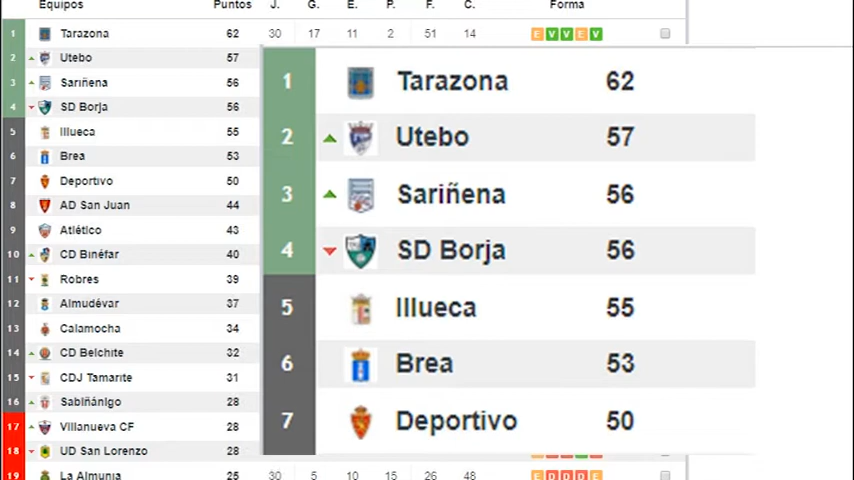 Equipos Puntos J. G. E. P. F. C. Forma
1 Tarazona 62 30 17 11 2 51 14 E V V E V
2 Utebo 57
3 Sariñena 56
4 SD Borja 56
5 Illueca 55
6 Brea 53
7 Deportivo 50
8 AD San Juan 44
9 Atlético 43
10 CD Binéfar 40
11 Robres 39
12 Almudévar 37
13 Calamocha 34
14 CD Belchite 32
15 CDJ Tamarite 31
16 Sabiñánigo 28
17 Villanueva CF 28
18 UD San Lorenzo 28
19 La Almunia 25 30 5 10 15 26 48 E D D D E
1 Tarazona 62
2 Utebo 57
3 Sariñena 56
4 SD Borja 56
5 Illueca 55
6 Brea 53
7 Deportivo 50